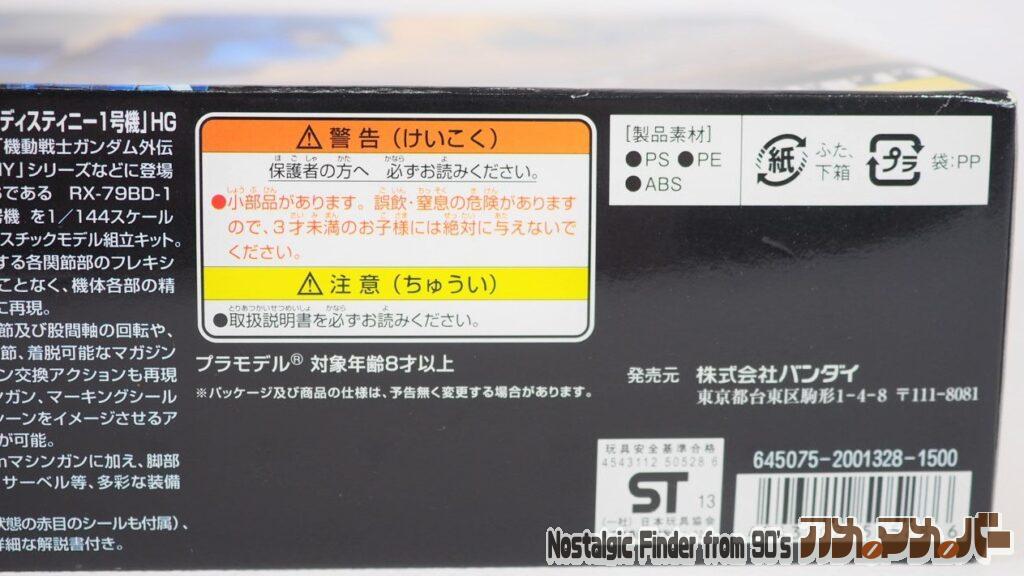 ディスティニー1号機」HG
「機動戦士ガンダム外伝
」シリーズなどに登場
である RX-79BD-1
号機 を1/144スケール
スチックモデル組立キット。
する各関節部のフレキシ
ことなく、機体各部の精
に再現。
節及び股間軸の回転や、
節、着脱可能なマガジン
ン交換アクションも再現
ンガン、マーキングシール
シーンをイメージさせるア
が可能。
mマシンガンに加え、脚部
サーベル等、多彩な装備
状態の赤目のシールも付属)、
詳細な解説書付き。
警告(けいこく)
保護者の方へ 必ずお読みください。
●小部品があります。誤飲・窒息の危険があります
ので、3才未満のお子様には絶対に与えないで
ください。
注意(ちゅうい)
●取扱説明書を必ずお読みください。
プラモデル® 対象年齢8才以上
※パッケージ及び商品の仕様は、予告無く変更する場合があります。
[製品素材]
●PS ●PE
●ABS
紙 ふた、
下箱
プラ 袋:PP
発売元 株式会社バンダイ
東京都台東区駒形1-4-8 〒111-8081
玩具安全基準合格
4543112 50528 6
ST 13
(一社)日本玩具協会
645075-2001328-1500
Nostalgic Finder from 90's アメのマエのバー